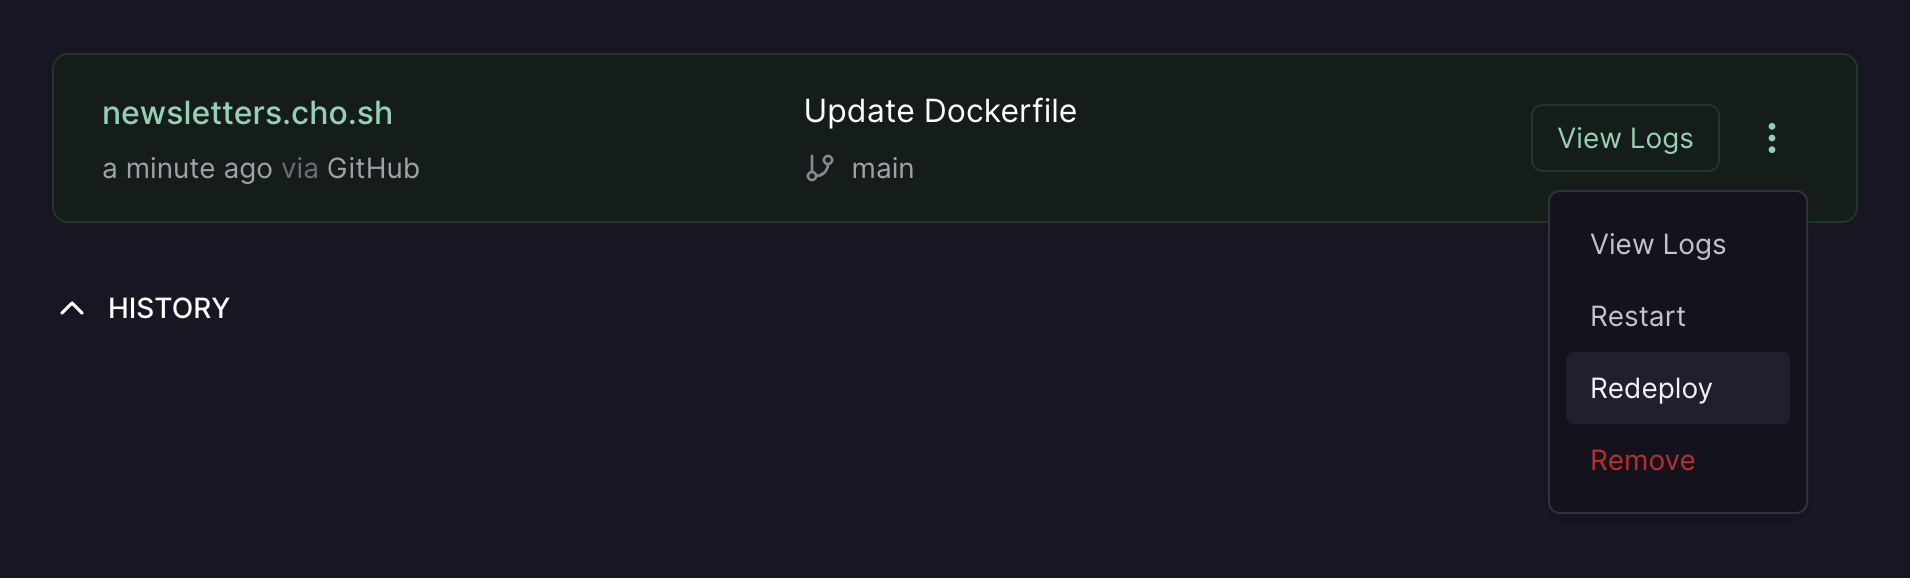 newsletters.cho.sh
a minute ago via GitHub
Update Dockerfile
main
View Logs
View Logs
Restart
Redeploy
Remove
HISTORY